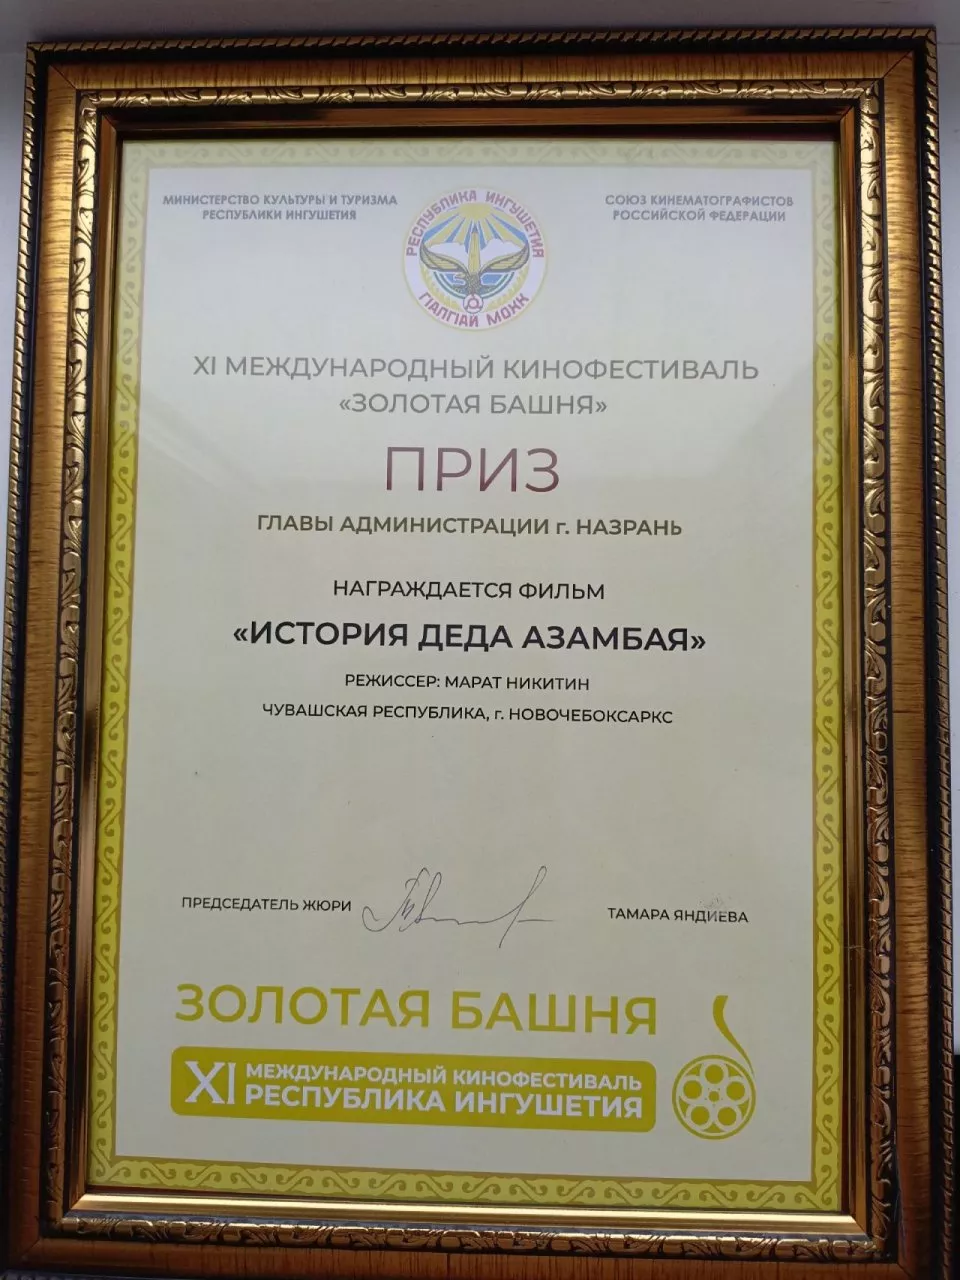 МИНИСТЕРСТВО КУЛЬТУРЫ И ТУРИЗМА
РЕСПУБЛИКИ ИНГУШЕТИЯ
РЕСПУБЛИКА ИНГУШЕТИЯ
ГIАЛГIАЙ МОХК
СОЮЗ КИНЕМАТОГРАФИСТОВ
РОССИЙСКОЙ ФЕДЕРАЦИИ
XI МЕЖДУНАРОДНЫЙ КИНОФЕСТИВАЛЬ
«ЗОЛОТАЯ БАШНЯ»
ПРИЗ
ГЛАВЫ АДМИНИСТРАЦИИ г. НАЗРАНЬ
НАГРАЖДАЕТСЯ ФИЛЬМ
«ИСТОРИЯ ДЕДА АЗАМБАЯ»
РЕЖИССЕР: МАРАТ НИКИТИН
ЧУВАШСКАЯ РЕСПУБЛИКА, г. НОВОЧЕБОКСАРКС
ПРЕДСЕДАТЕЛЬ ЖЮРИ
ТАМАРА ЯНДИЕВА
ЗОЛОТАЯ БАШНЯ
XI МЕЖДУНАРОДНЫЙ КИНОФЕСТИВАЛЬ
РЕСПУБЛИКА ИНГУШЕТИЯ